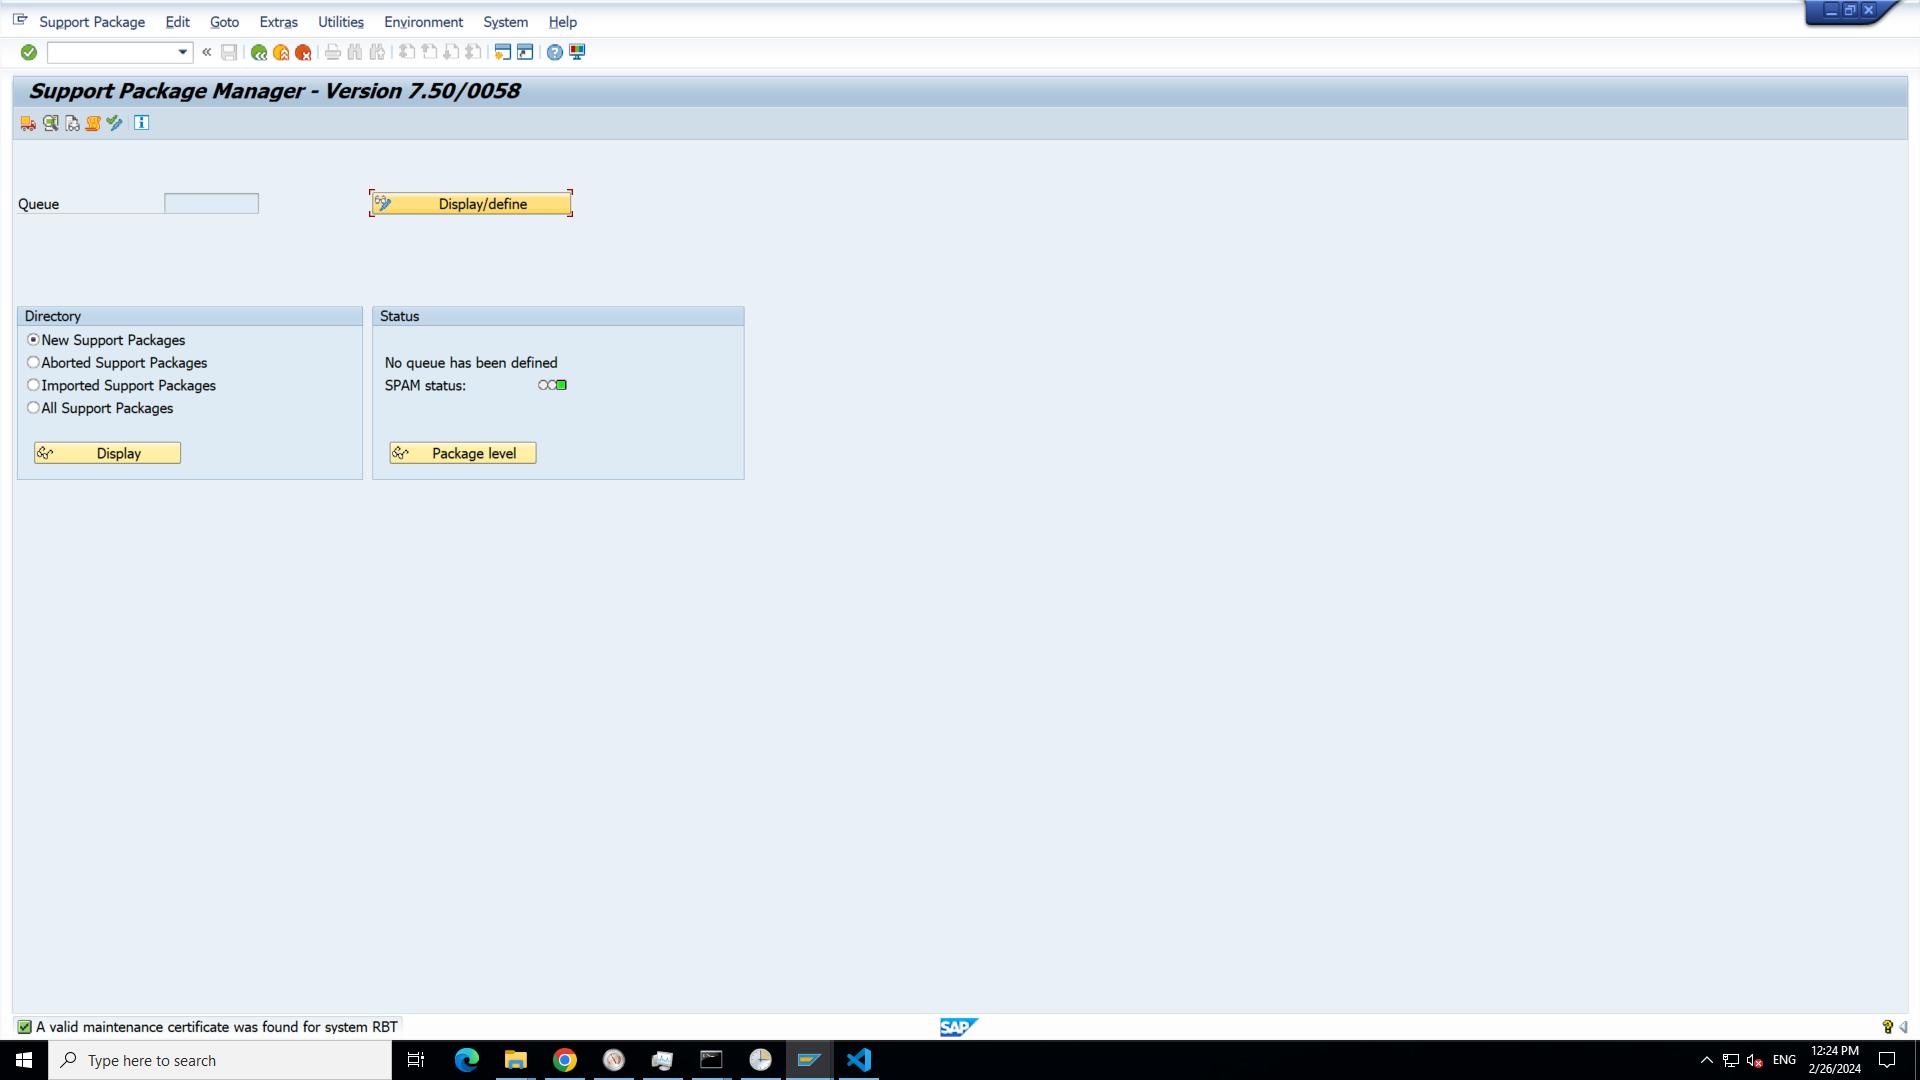 Support Package Edit Goto Extras Utilities Environment System Help
Support Package Manager - Version 7.50/0058
Queue
Display/define
Directory
New Support Packages
Aborted Support Packages
Imported Support Packages
All Support Packages
Display
Status
No queue has been defined
SPAM status:
Package level
A valid maintenance certificate was found for system RBT
SAP
Type here to search
ENG
12:24 PM
2/26/2024